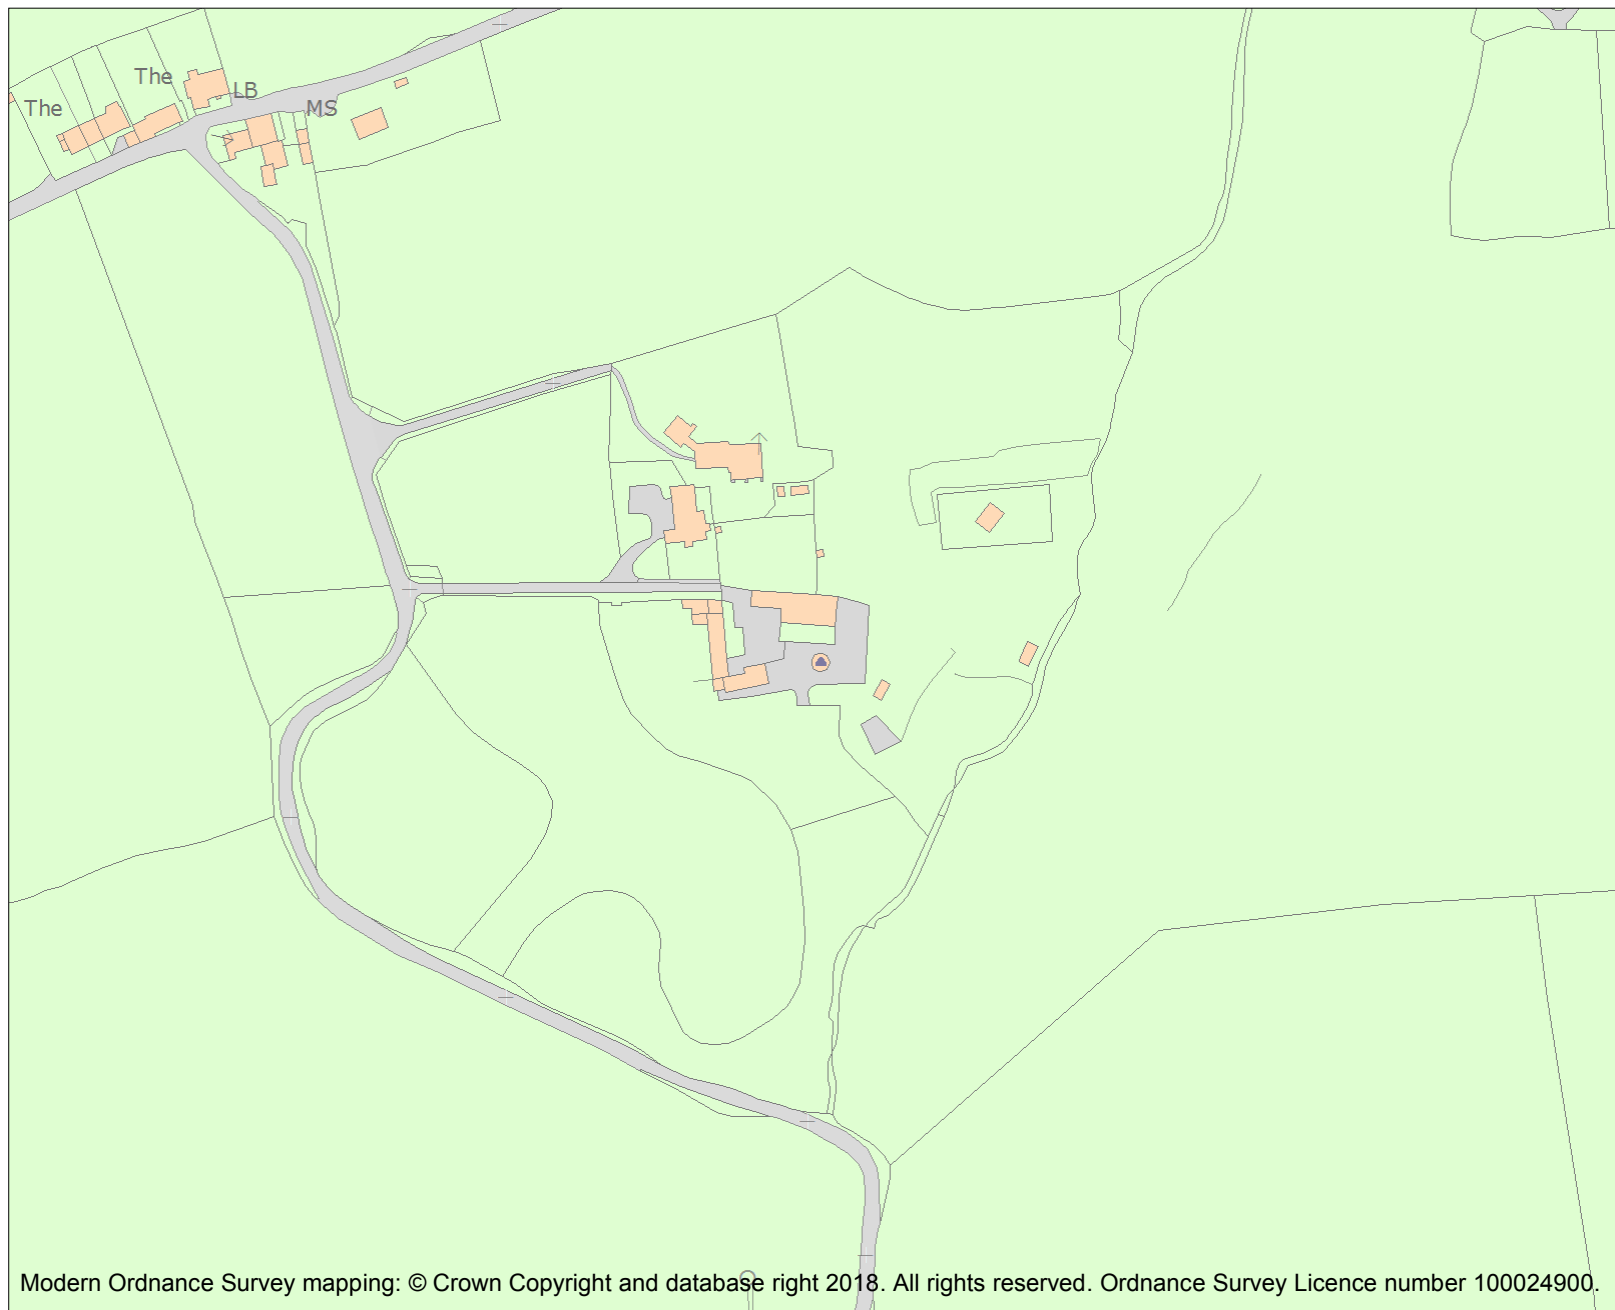 The
LB
The
MS
Modern Ordnance Survey mapping: © Crown Copyright and database right 2018. All rights reserved. Ordnance Survey Licence number 100024900.